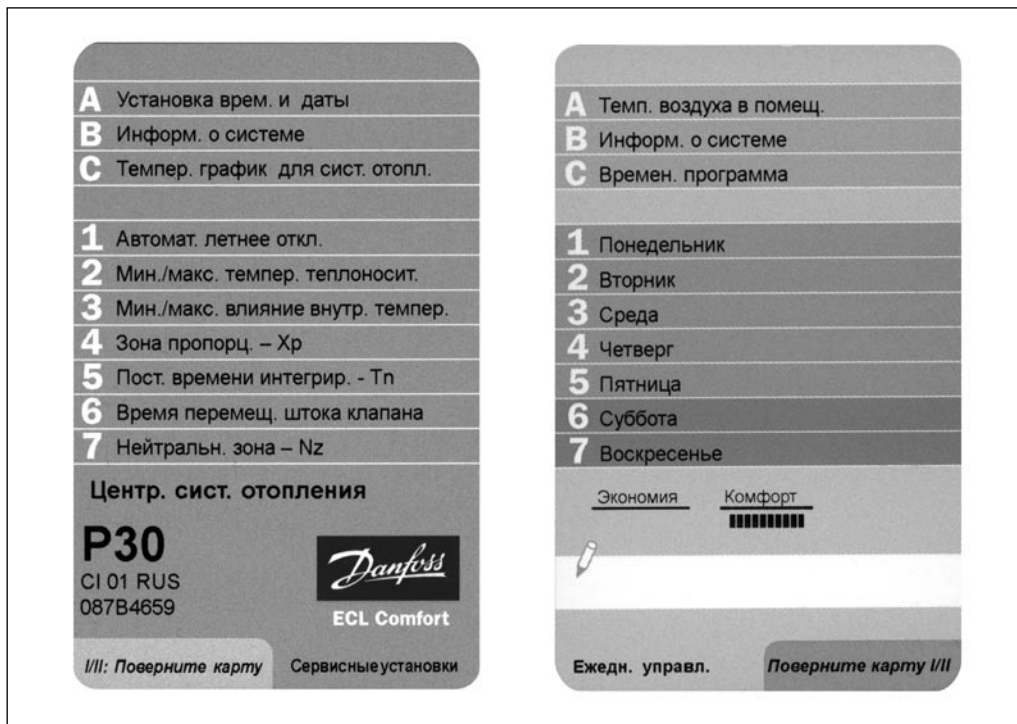 A Установка врем. и даты
B Информ. о системе
C Темпер. график для сист. отопл.
1 Автомат. летнее откл.
2 Мин./макс. темпер. теплоносит.
3 Мин./макс. влияние внутр. темпер.
4 Зона пропорц. – Xp
5 Пост. времени интегрир. - Tn
6 Время перемещ. штока клапана
7 Нейтральн. зона – Nz
Центр. сист. отопления
P30
CI 01 RUS
087B4659
Danfoss
ECL Comfort
I/II: Поверните карту
Сервисные установки
A Темп. воздуха в помещ.
B Информ. о системе
C Времен. программа
1 Понедельник
2 Вторник
3 Среда
4 Четверг
5 Пятница
6 Суббота
7 Воскресенье
Экономия Комфорт
Ежедн. управл.
Поверните карту I/II